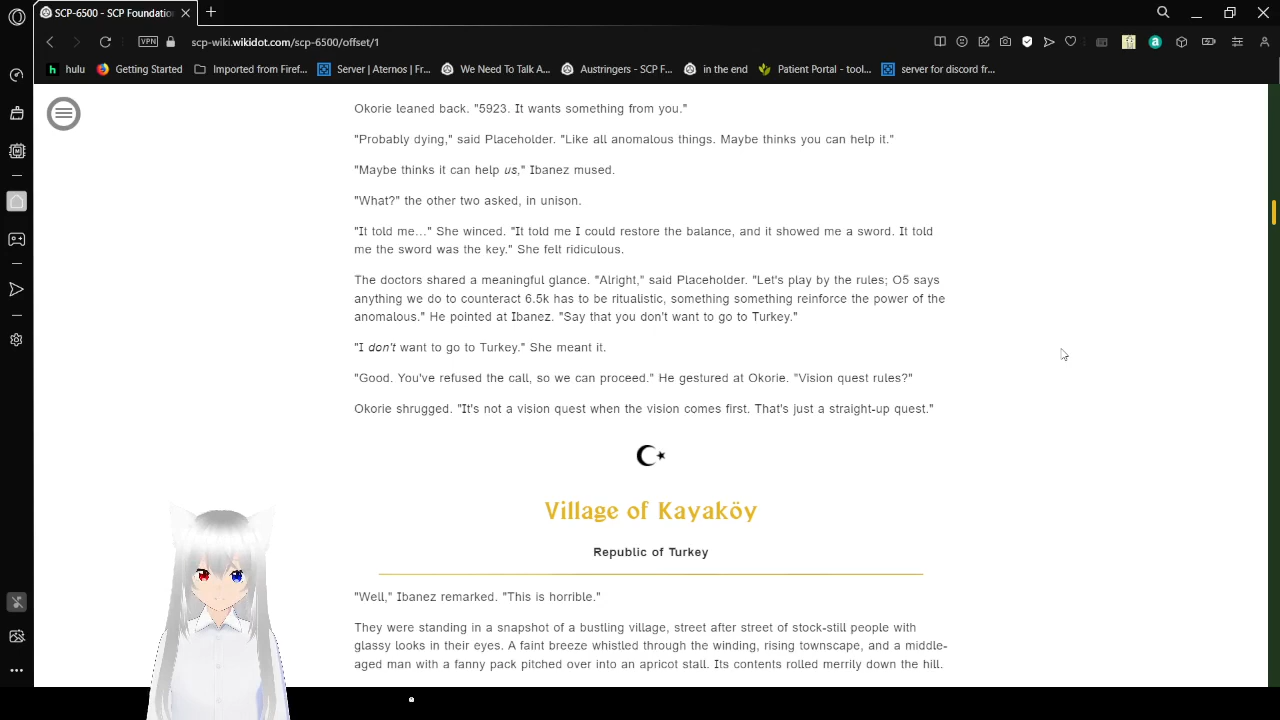 SCP-6500 - SCP Foundatio
scp-wiki.wikidot.com/scp-6500/offset/1
VPN
hulu
Getting Started
Imported from Firef...
Server | Aternos | Fr...
We Need To Talk A...
Austringers - SCP F...
in the end
Patient Portal - tool...
server for discord fr...
Okorie leaned back. "5923. It wants something from you."
"Probably dying," said Placeholder. "Like all anomalous things. Maybe thinks you can help it."
"Maybe thinks it can help us," Ibanez mused.
"What?" the other two asked, in unison.
"It told me…" She winced. "It told me I could restore the balance, and it showed me a sword. It told
me the sword was the key." She felt ridiculous.
The doctors shared a meaningful glance. "Alright," said Placeholder. "Let's play by the rules; O5 says
anything we do to counteract 6.5k has to be ritualistic, something something reinforce the power of the
anomalous." He pointed at Ibanez. "Say that you don't want to go to Turkey."
"I don't want to go to Turkey." She meant it.
"Good. You've refused the call, so we can proceed." He gestured at Okorie. "Vision quest rules?"
Okorie shrugged. "It's not a vision quest when the vision comes first. That's just a straight-up quest."
Village of Kayaköy
Republic of Turkey
"Well," Ibanez remarked. "This is horrible."
They were standing in a snapshot of a bustling village, street after street of stock-still people with
glassy looks in their eyes. A faint breeze whistled through the winding, rising townscape, and a middle-
aged man with a fanny pack pitched over into an apricot stall. Its contents rolled merrily down the hill.